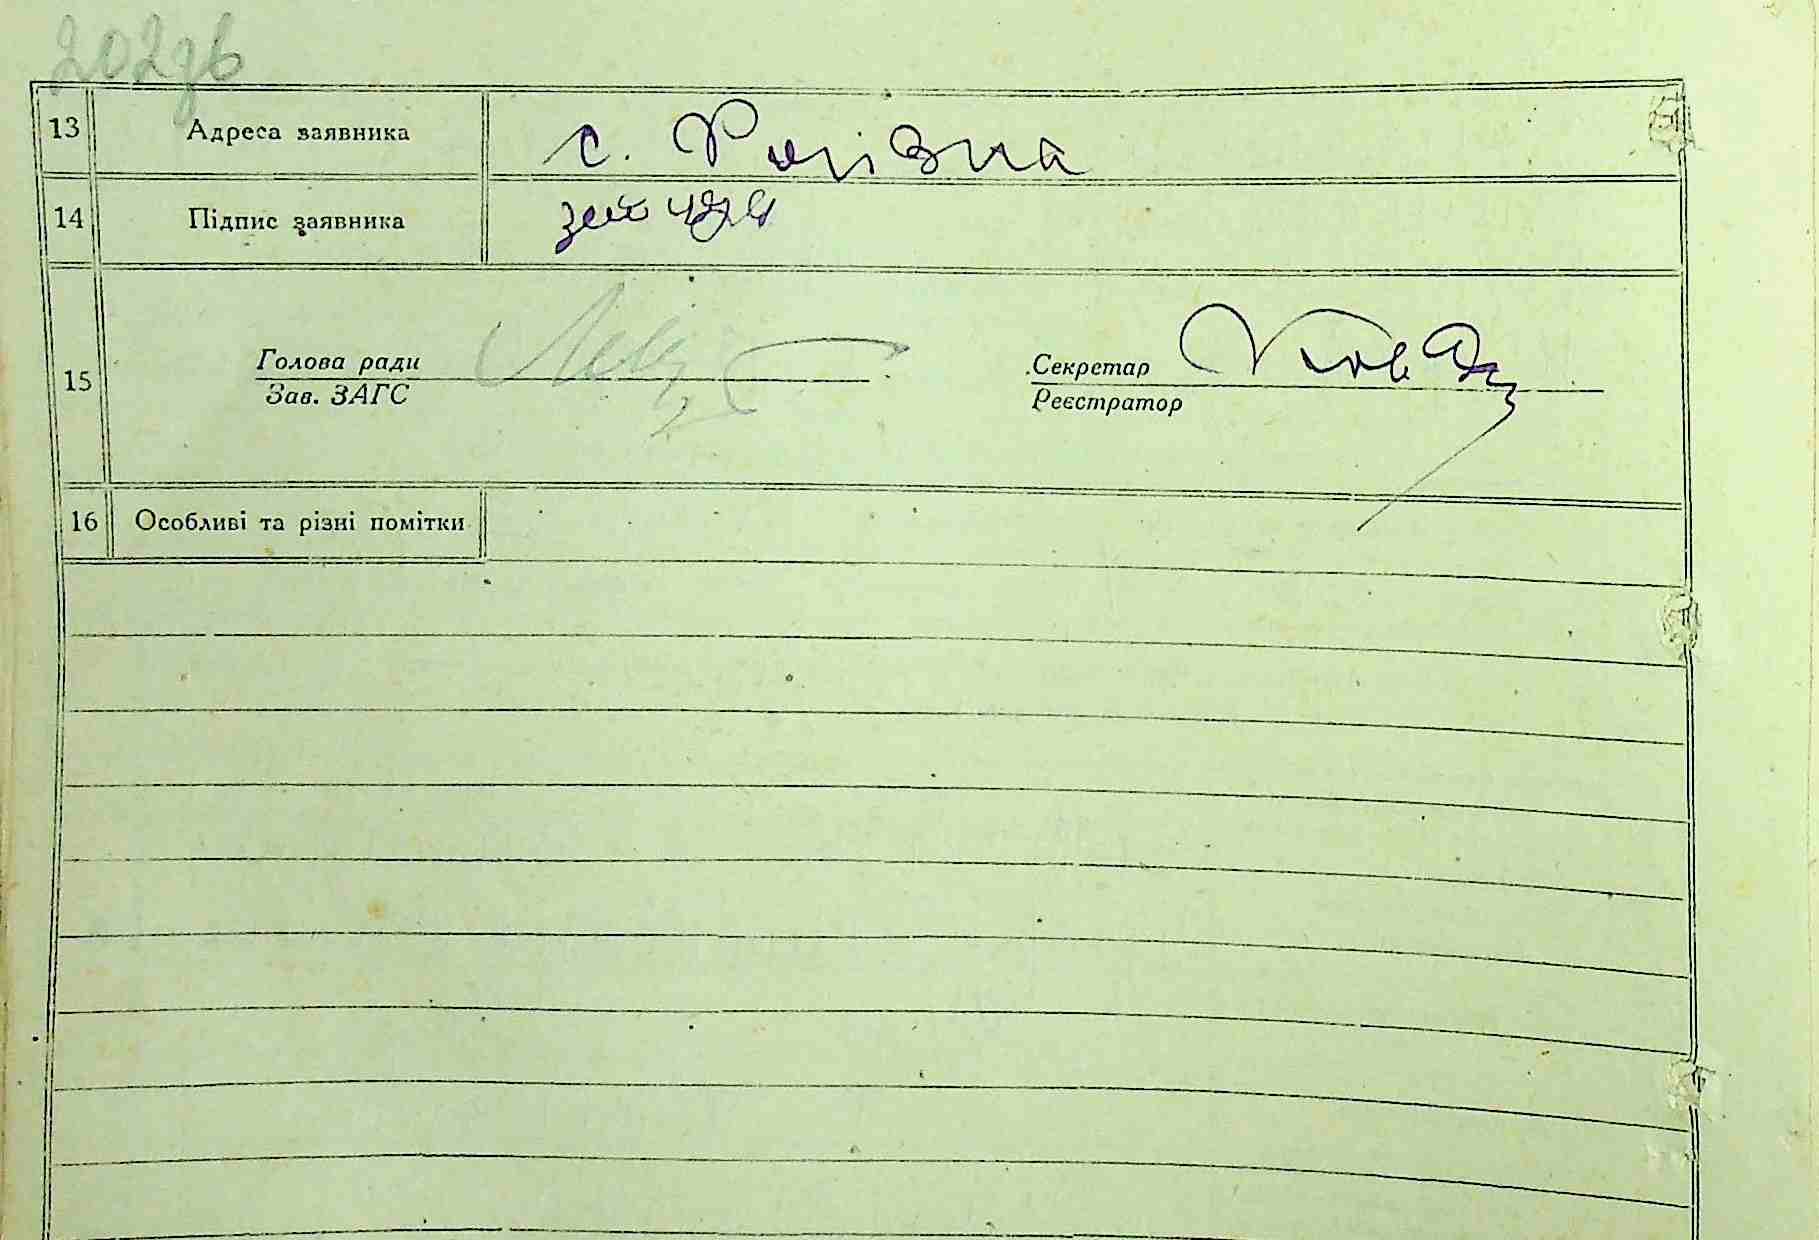 202зв
13 Адреса заявника с. Рогізна
14 Підпис заявника
15 Голова ради Секретар
Зав. ЗАГС Реєстратор
16 Особливі та різні помітки